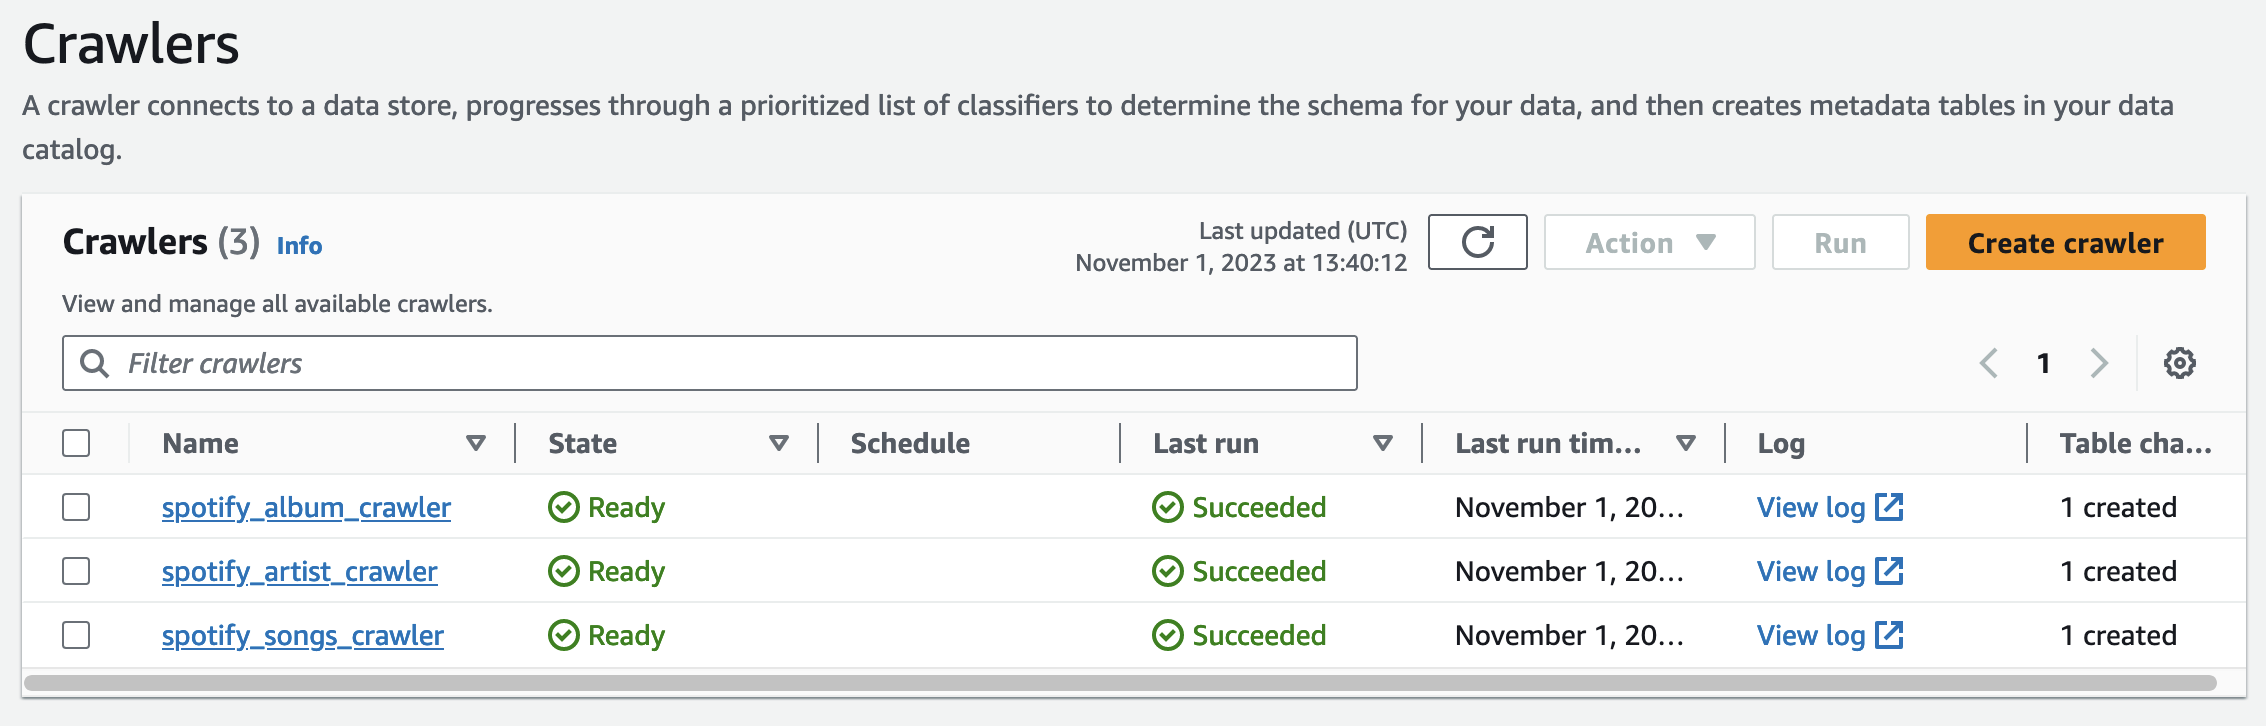 Crawlers
A crawler connects to a data store, progresses through a prioritized list of classifiers to determine the schema for your data, and then creates metadata tables in your data
catalog.
Crawlers (3) Info
Last updated (UTC)
November 1, 2023 at 13:40:12
Action
Run
Create crawler
View and manage all available crawlers.
Filter crawlers
1
Name State Schedule Last run Last run tim... Log Table cha...
spotify_album_crawler Ready Succeeded November 1, 20... View log 1 created
spotify_artist_crawler Ready Succeeded November 1, 20... View log 1 created
spotify_songs_crawler Ready Succeeded November 1, 20... View log 1 created